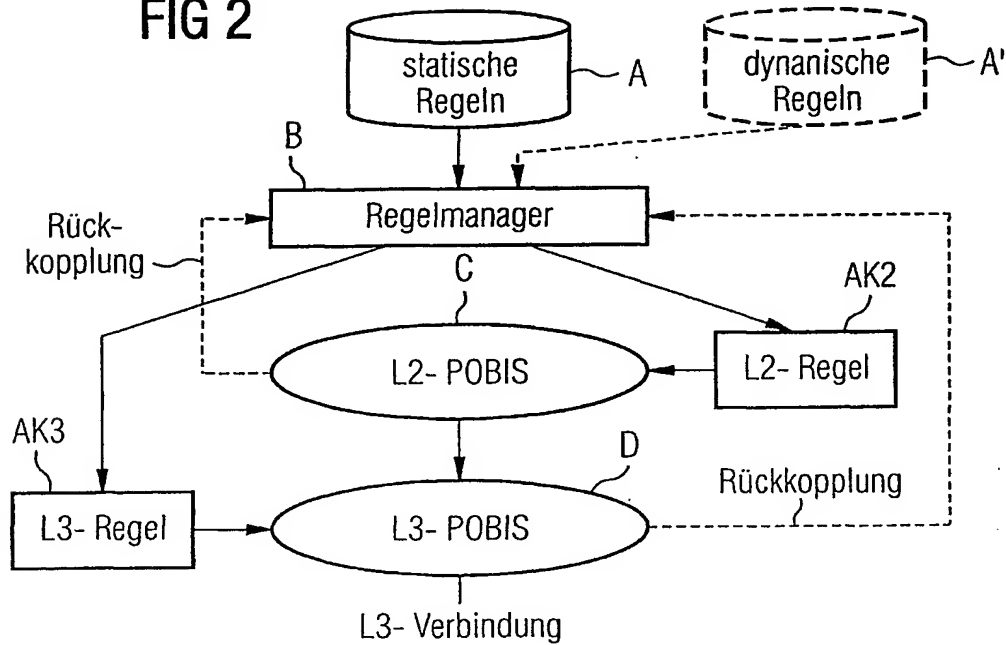 FIG 2
statische
Regeln
A
dynanische
Regeln
A'
B
Regelmanager
Rück-
kopplung
C
AK2
L2- POBIS
L2- Regel
AK3
D
L3- Regel
L3- POBIS
Rückkopplung
L3- Verbindung